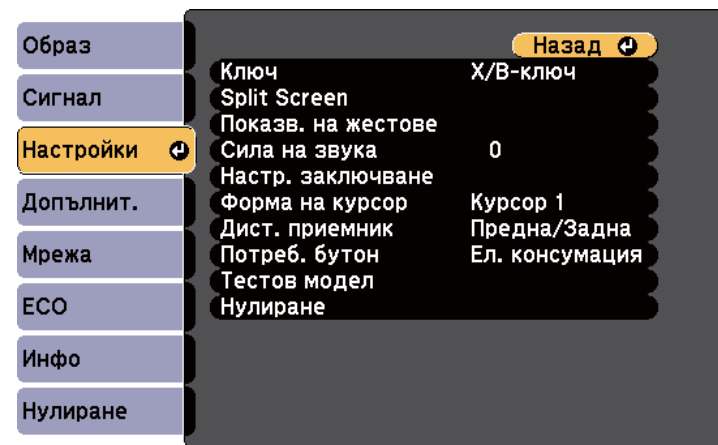 Образ
Сигнал
Настройки
Допълнит.
Мрежа
ECO
Инфо
Нулиране
Назад
Ключ Х/В-ключ
Split Screen
Показв. на жестове
Сила на звука 0
Настр. заключване
Форма на курсор Курсор 1
Дист. приемник Предна/Задна
Потреб. бутон Ел. консумация
Тестов модел
Нулиране